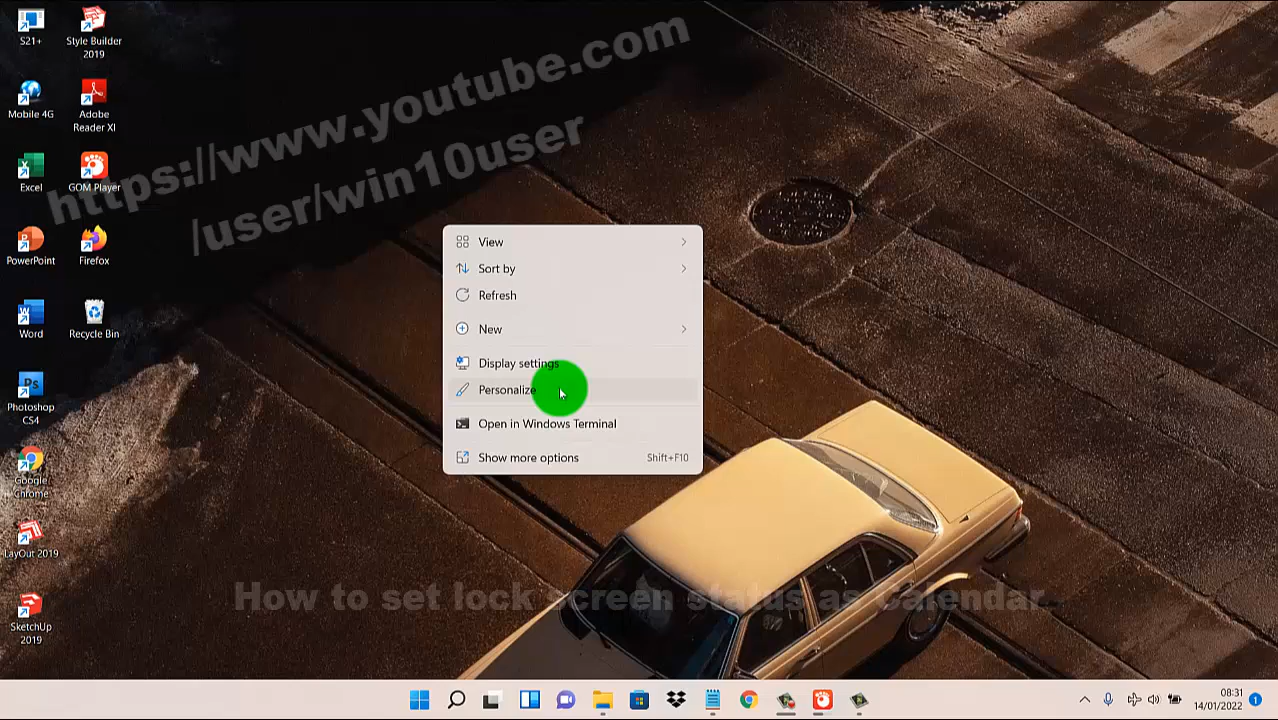 S21+
Style Builder
2019
Mobile 4G
Adobe
Reader XI
Excel
GOM Player
PowerPoint
Firefox
Word
Recycle Bin
Photoshop
CS4
Google
Chrome
LayOut 2019
SketchUp
2019
https://www.youtube.com
/user/win10user
View
Sort by
Refresh
New
Display settings
Personalize
Open in Windows Terminal
Show more options Shift+F10
How to set lock screen status as Calendar
08:31
14/01/2022
1